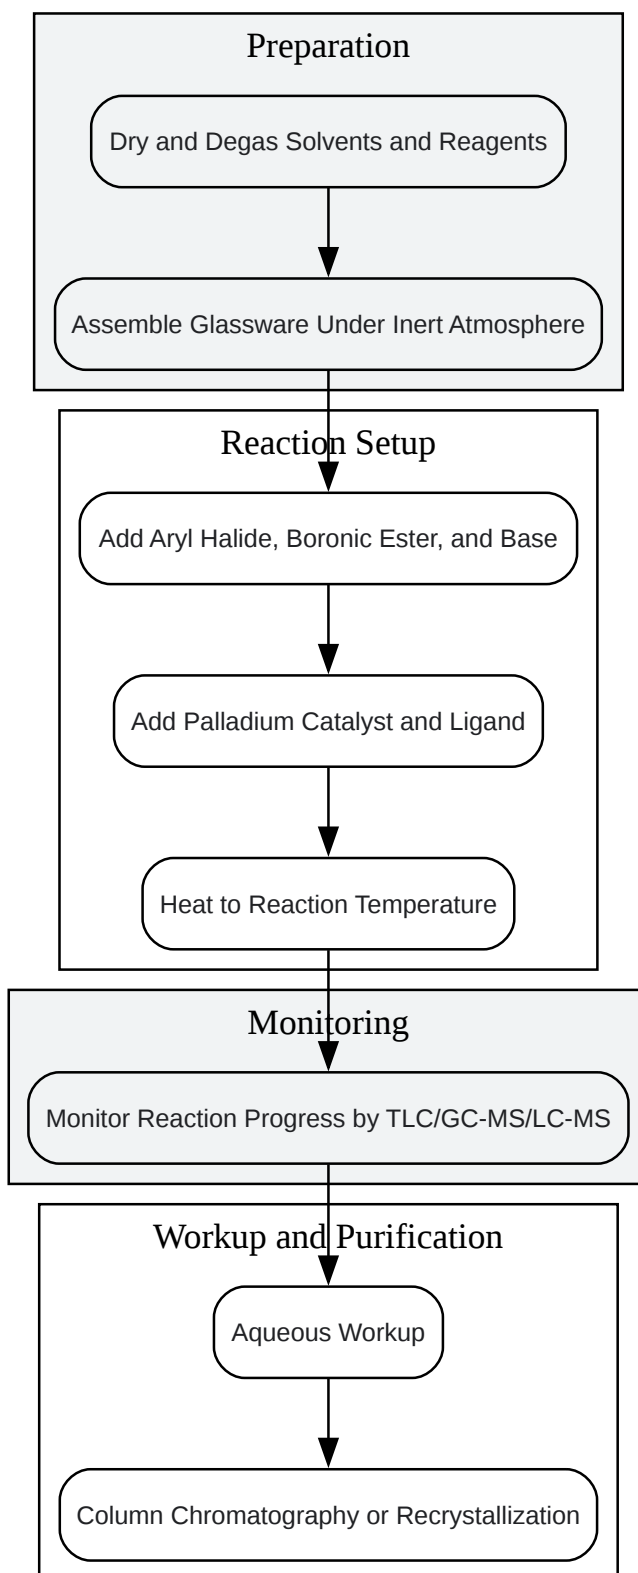 Preparation
Dry and Degas Solvents and Reagents
Assemble Glassware Under Inert Atmosphere
Reaction Setup
Add Aryl Halide, Boronic Ester, and Base
Add Palladium Catalyst and Ligand
Heat to Reaction Temperature
Monitoring
Monitor Reaction Progress by TLC/GC-MS/LC-MS
Workup and Purification
Aqueous Workup
Column Chromatography or Recrystallization